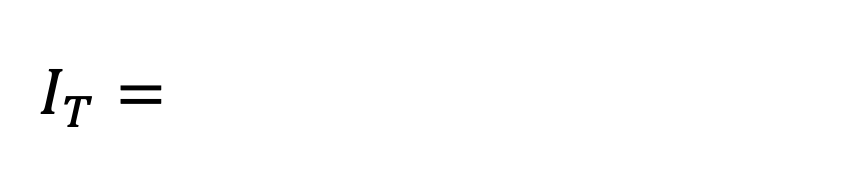 I_T =